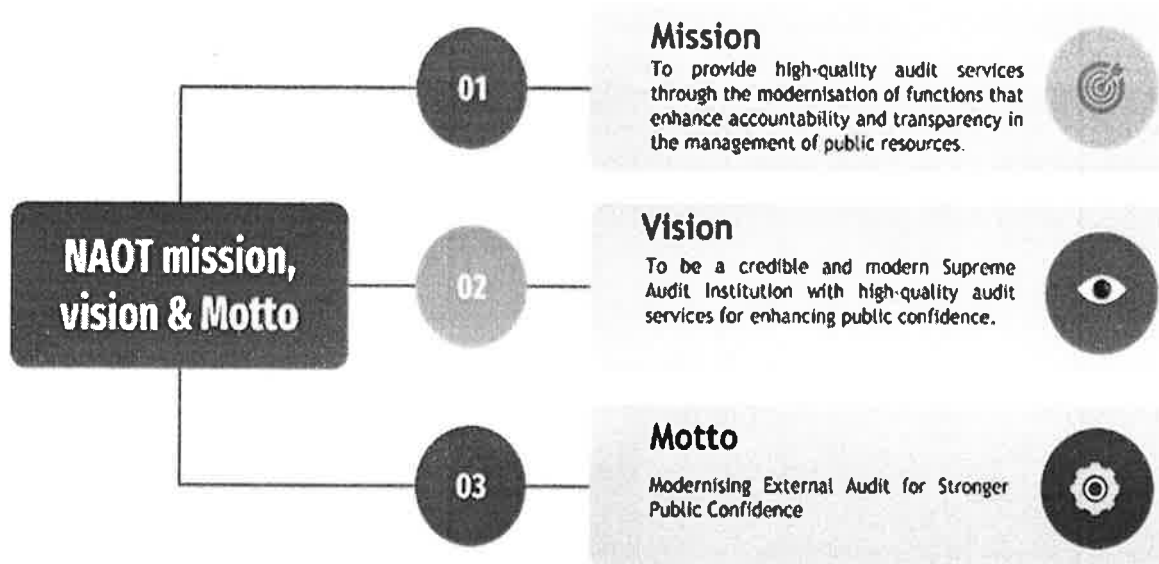 NAOT mission,
vision & Motto
01
Mission
To provide high-quality audit services
through the modernisation of functions that
enhance accountability and transparency in
the management of public resources.
02
Vision
To be a credible and modern Supreme
Audit Institution with high-quality audit
services for enhancing public confidence.
03
Motto
Modernising External Audit for Stronger
Public Confidence